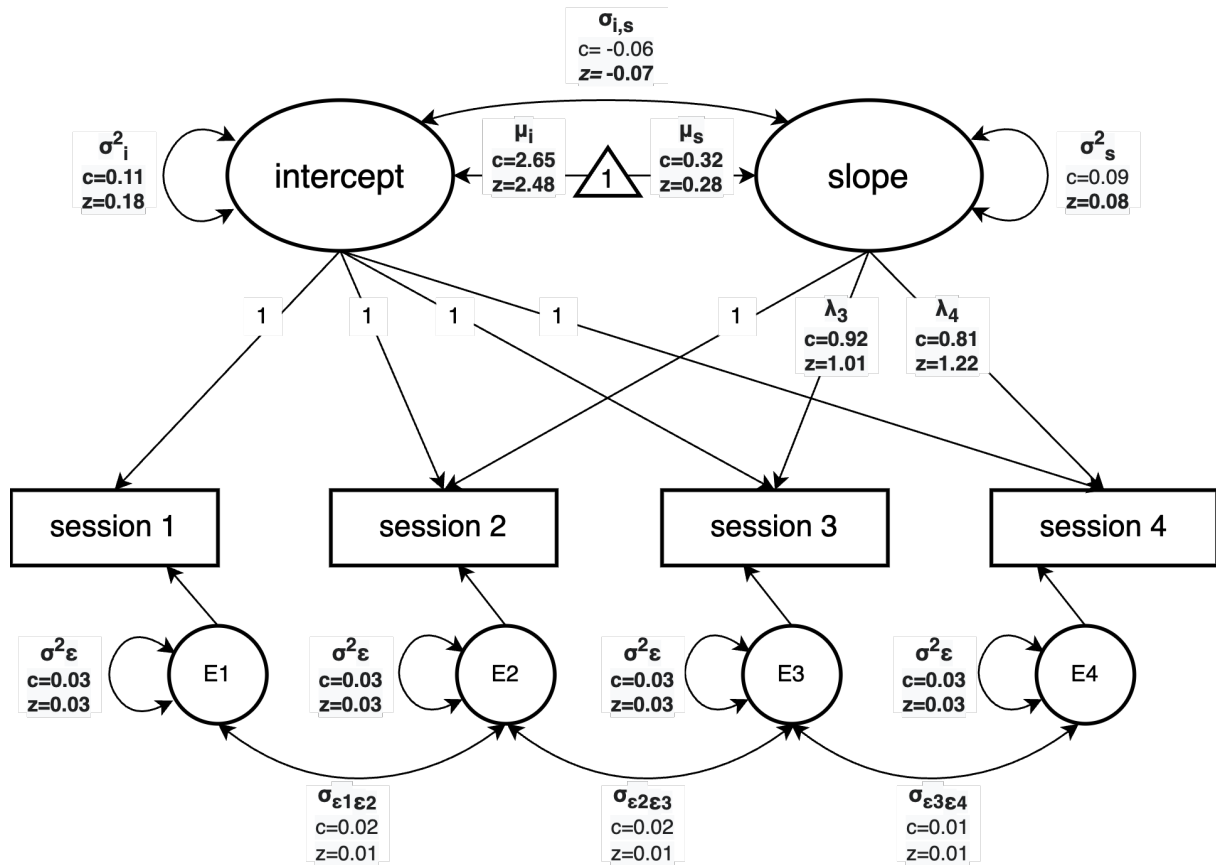 σi,s
c= -0.06
z= -0.07
σ²i
c=0.11
z=0.18
intercept
μi
c=2.65
z=2.48
1
μs
c=0.32
z=0.28
slope
σ²s
c=0.09
z=0.08
1
1
1
1
1
λ3
c=0.92
z=1.01
λ4
c=0.81
z=1.22
session 1
session 2
session 3
session 4
σ²ε
c=0.03
z=0.03
E1
σ²ε
c=0.03
z=0.03
E2
σ²ε
c=0.03
z=0.03
E3
σ²ε
c=0.03
z=0.03
E4
σε1ε2
c=0.02
z=0.01
σε2ε3
c=0.02
z=0.01
σε3ε4
c=0.01
z=0.01